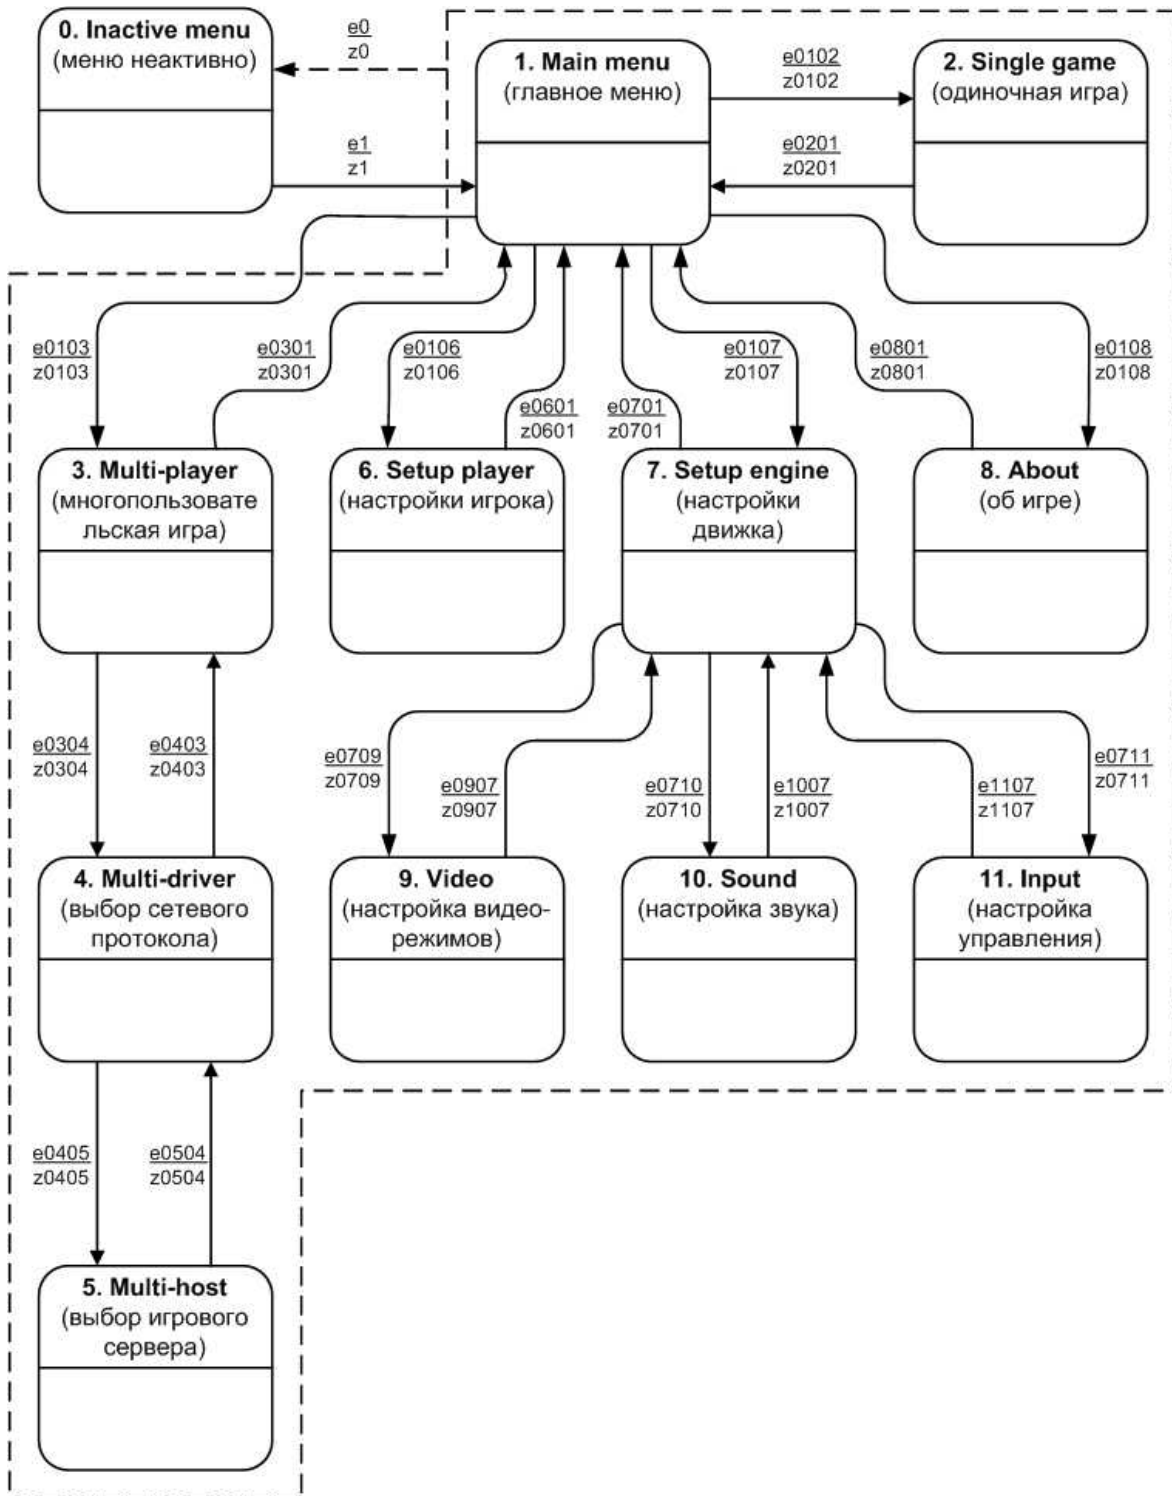 0. Inactive menu
(меню неактивно)
e0
z0
e1
z1
1. Main menu
(главное меню)
e0102
z0102
e0201
z0201
2. Single game
(одиночная игра)
e0103
z0103
e0301
z0301
e0106
z0106
e0601
z0601
e0701
z0701
e0107
z0107
e0801
z0801
e0108
z0108
3. Multi-player
(многопользовате
льская игра)
6. Setup player
(настройки игрока)
7. Setup engine
(настройки
движка)
8. About
(об игре)
e0304
z0304
e0403
z0403
e0709
z0709
e0907
z0907
e0710
z0710
e1007
z1007
e1107
z1107
e0711
z0711
4. Multi-driver
(выбор сетевого
протокола)
9. Video
(настройка видео-
режимов)
10. Sound
(настройка звука)
11. Input
(настройка
управления)
e0405
z0405
e0504
z0504
5. Multi-host
(выбор игрового
сервера)